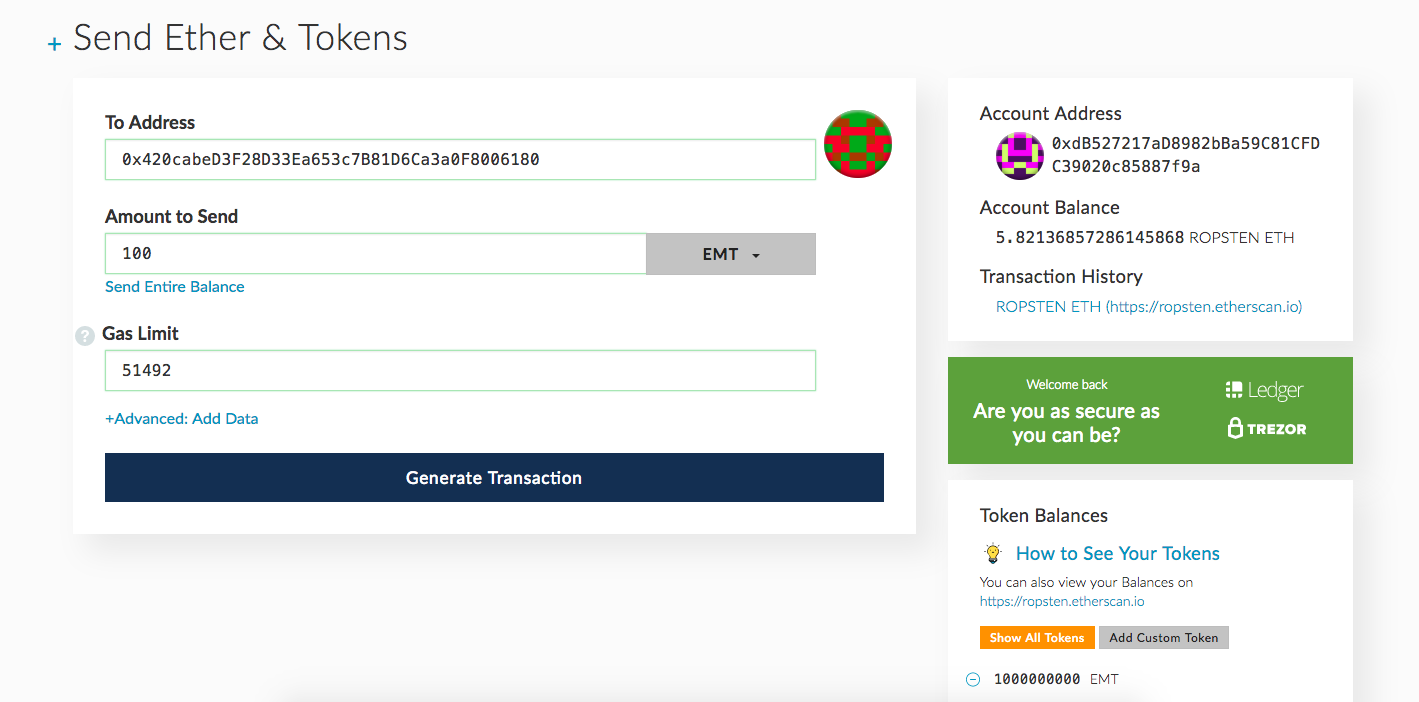 + Send Ether & Tokens
To Address
0x420cabeD3F28D33Ea653c7B81D6Ca3a0F8006180
Amount to Send
100
EMT
Send Entire Balance
? Gas Limit
51492
+Advanced: Add Data
Generate Transaction
Account Address
0xdB527217aD8982bBa59C81CFD
C39020c85887f9a
Account Balance
5.82136857286145868 ROPSTEN ETH
Transaction History
ROPSTEN ETH (https://ropsten.etherscan.io)
Welcome back
Are you as secure as
you can be?
Ledger
TREZOR
Token Balances
How to See Your Tokens
You can also view your Balances on
https://ropsten.etherscan.io
Show All Tokens
Add Custom Token
1000000000 EMT